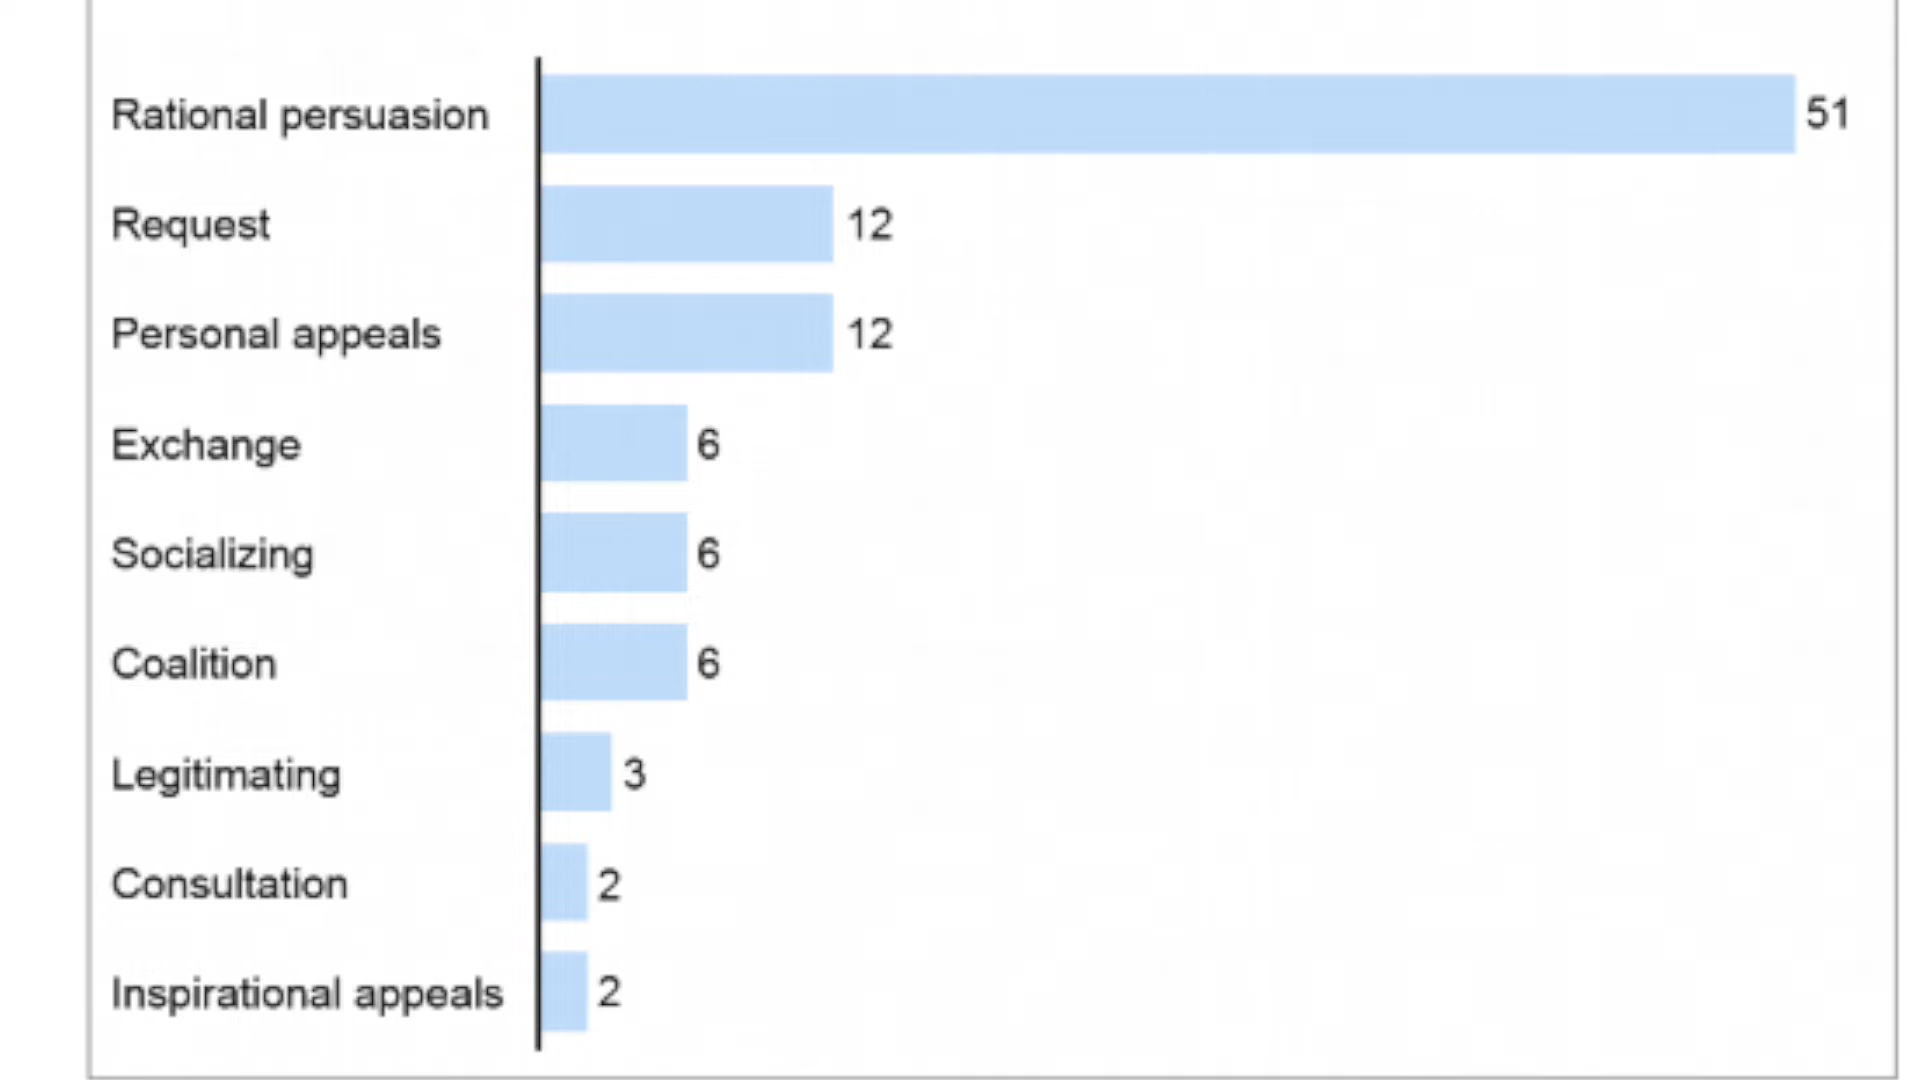 Rational persuasion 51
Request 12
Personal appeals 12
Exchange 6
Socializing 6
Coalition 6
Legitimating 3
Consultation 2
Inspirational appeals 2